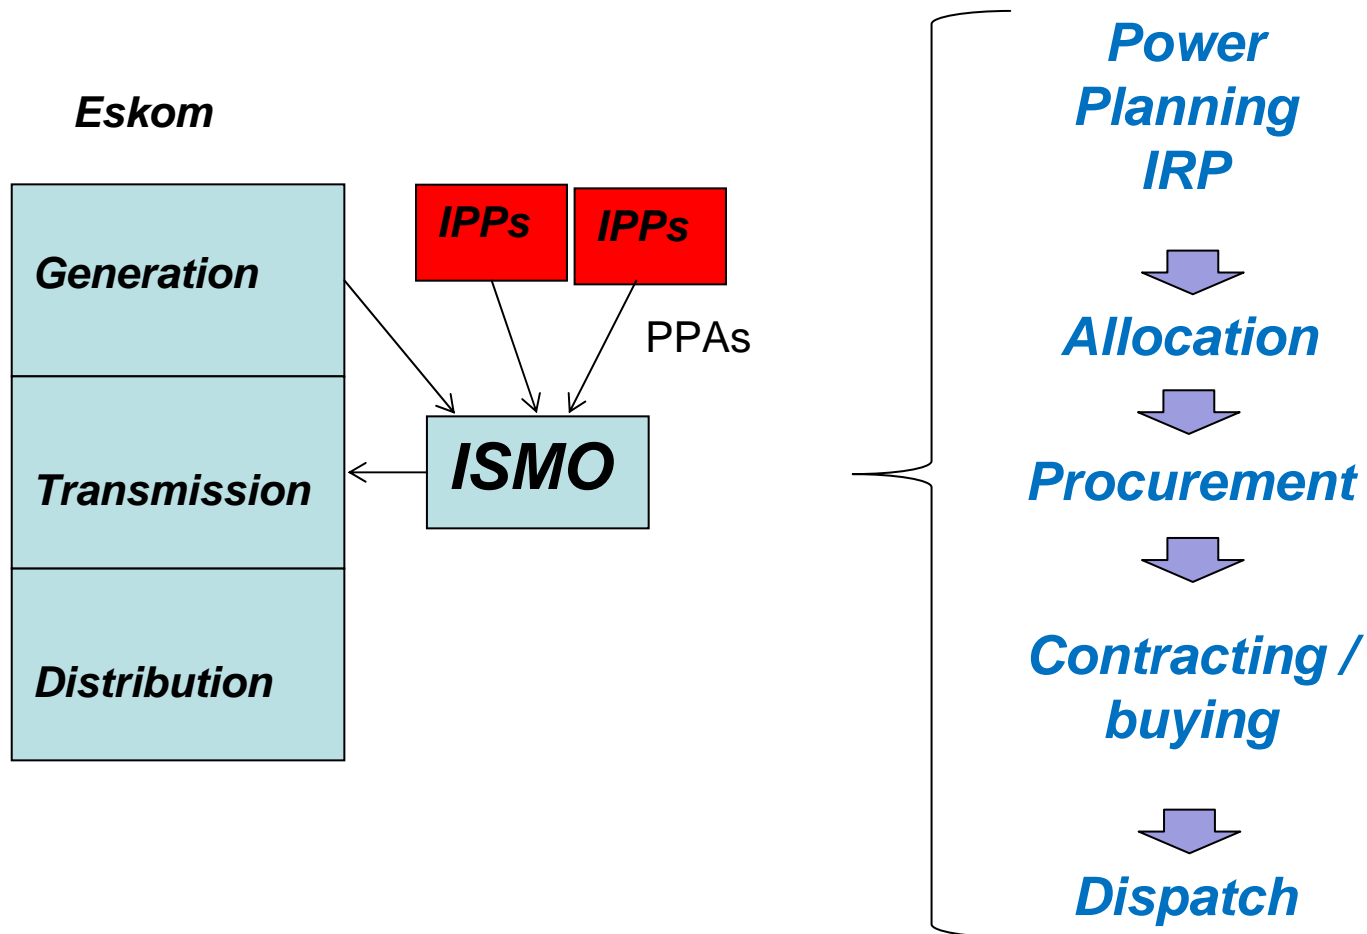 Eskom
Generation
Transmission
Distribution
IPPs
IPPs
PPAs
ISMO
Power
Planning
IRP
Allocation
Procurement
Contracting /
buying
Dispatch